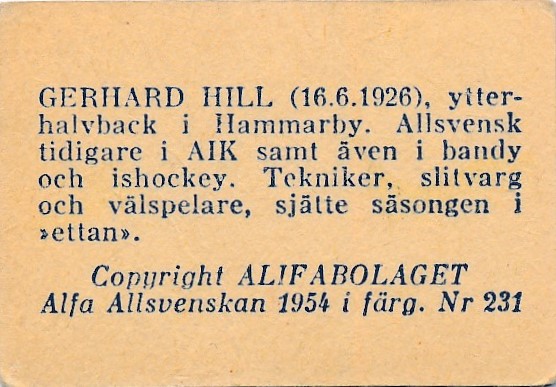 GERHARD HILL (16.6.1926), ytter-
halvback i Hammarby. Allsvensk
tidigare i AIK samt även i bandy
och ishockey. Tekniker, slitvarg
och välspelare, sjätte säsongen i
»ettan».
Copyright ALIFABOLAGET
Alfa Allsvenskan 1954 i färg. Nr 231